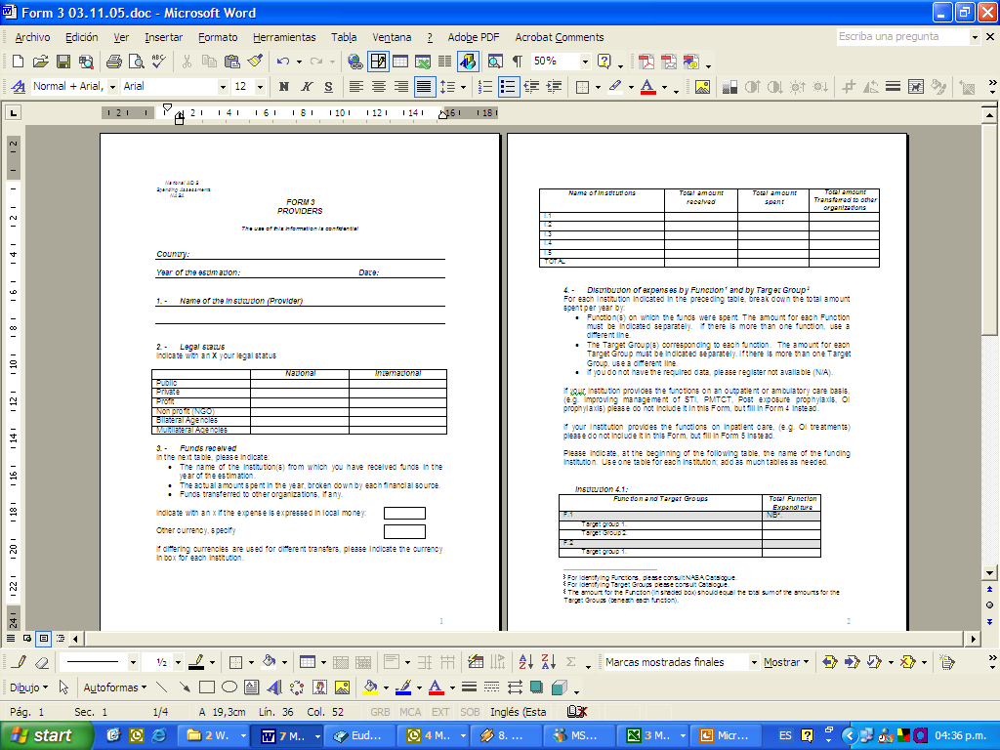 Form 3 03.11.05.doc - Microsoft Word
Archivo Edición Ver Insertar Formato Herramientas Tabla Ventana ? Adobe PDF Acrobat Comments Escriba una pregunta
50%
Normal + Arial, Arial 12 N K S
2 2 4 6 8 10 12 14 16 18
National AIDS
Spending Assessments
NASA
FORM 3
PROVIDERS
The use of this information is confidential
Country:
Year of the estimation: Date:
1. - Name of the Institution (Provider)
2. - Legal status
Indicate with an X your legal status
National International
Public
Private
Profit
Non profit (NGO)
Bilateral Agencies
Multilateral Agencies
3. - Funds received
In the next table, please indicate:
• The name of the institution(s) from which you have received funds in the
year of the estimation.
• The actual amount spent in the year, broken down by each financial source.
• Funds transferred to other organizations, if any.
Indicate with an x if the expense is expressed in local money:
Other currency, specify
If differing currencies are used for different transfers, please indicate the currency
in box for each institution.
1
Name of Institutions Total amount received Total amount spent Total amount Transferred to other organizations
I.1
I.2
I.3
I.4
I.5
TOTAL
4. - Distribution of expenses by Function¹ and by Target Group²
For each institution indicated in the preceding table, break down the total amount
spent per year by:
• Function(s) on which the funds were spent. The amount for each Function
must be indicated separately. If there is more than one function, use a
different line.
• The Target Group(s) corresponding to each function. The amount for each
Target Group must be indicated separately. If there is more than one Target
Group, use a different line.
• If you do not have the required data, please register not available (N/A).
If your institution provides the functions on an outpatient or ambulatory care basis,
(e.g. improving management of STI, PMTCT, Post exposure prophylaxis, OI
prophylaxis) please do not include it in this Form, but fill in Form 4 instead.
If your institution provides the functions on inpatient care, (e.g. OI treatments)
please do not include it in this Form, but fill in Form 5 instead.
Please indicate, at the beginning of the following table, the name of the funding
institution. Use one table for each institution; add as much tables as needed.
Institution 4.1:
Function and Target Groups Total Function Expenditure
F.1 NB³.
Target group 1.
Target Group 2.
F.2
Target group 1.
¹ For identifying Functions, please consult NASA Catalogue.
² For identifying Target Groups please consult Catalogue.
³ The amount for the Function (in shaded box) should equal the total sum of the amounts for the
Target Groups (beneath each function).
2
½ Marcas mostradas finales Mostrar
Dibujo Autoformas
Pág. 1 Sec. 1 1/4 A 19,3cm Lín. 36 Col. 52 GRB MCA EXT SOB Inglés (Esta
start 2 W. 7 M.. Eud... 4 M.. 8. ... MS... 3 M.. Micr... ES 04:36 p.m.